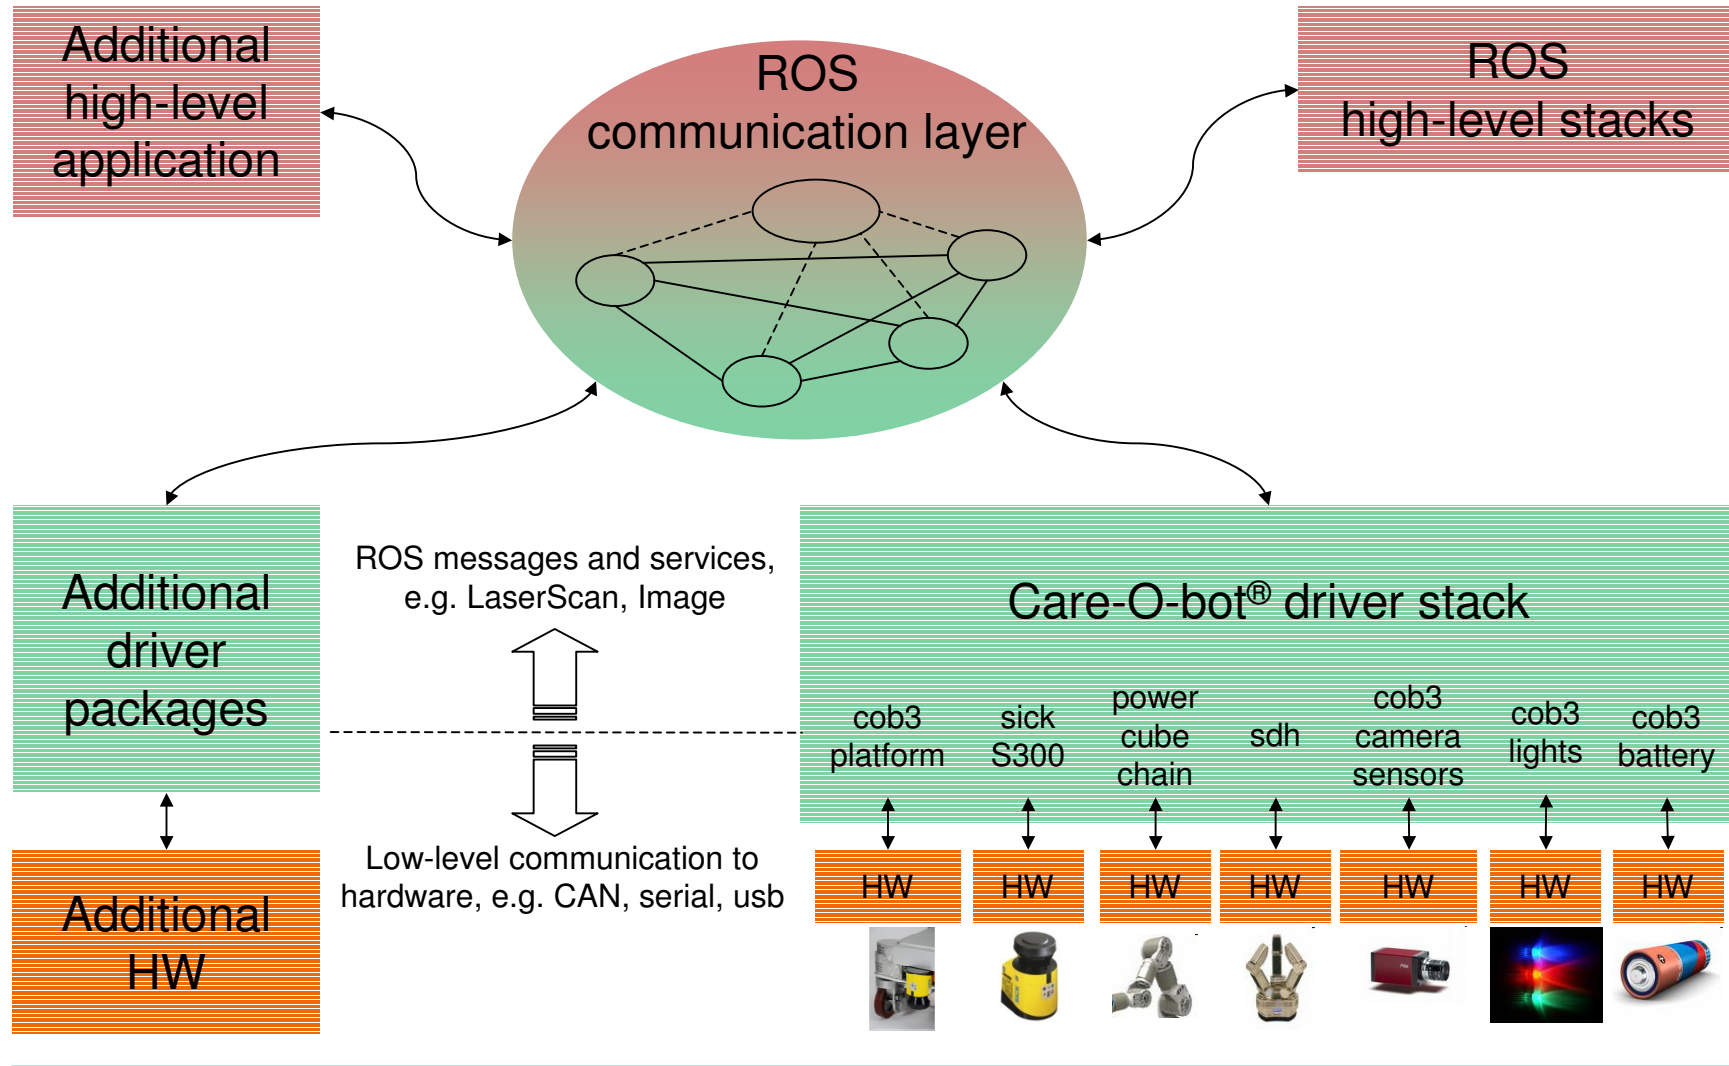 Additional
high-level
application
ROS
communication layer
ROS
high-level stacks
Additional
driver
packages
ROS messages and services,
e.g. LaserScan, Image
Care-O-bot® driver stack
cob3
platform
sick
S300
power
cube
chain
sdh
cob3
camera
sensors
cob3
lights
cob3
battery
Low-level communication to
hardware, e.g. CAN, serial, usb
Additional
HW
HW
HW
HW
HW
HW
HW
HW